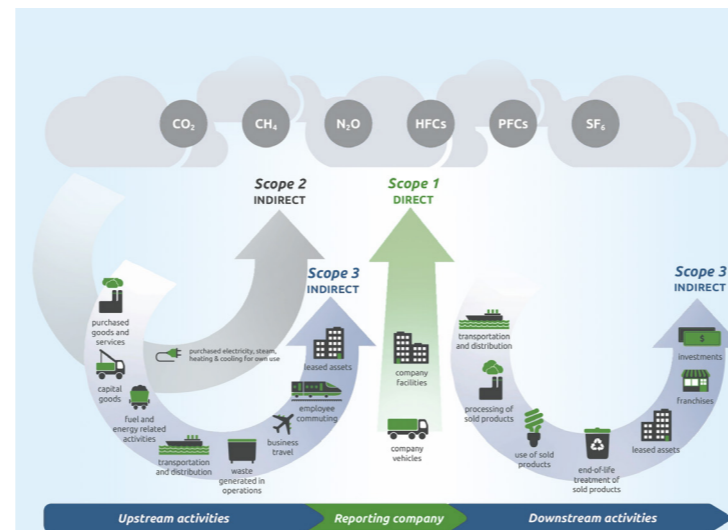 CO₂
CH₄
N₂O
HFCs
PFCs
SF₆
Scope 2
INDIRECT
Scope 1
DIRECT
Scope 3
INDIRECT
Scope 3
INDIRECT
purchased
goods and
services
capital
goods
fuel and
energy related
activities
transportation
and distribution
waste
generated in
operations
business
travel
employee
commuting
leased assets
purchased electricity, steam,
heating & cooling for own use
company
facilities
company
vehicles
transportation
and distribution
processing of
sold products
use of sold
products
end-of-life
treatment of
sold products
leased assets
franchises
investments
$
Upstream activities
Reporting company
Downstream activities